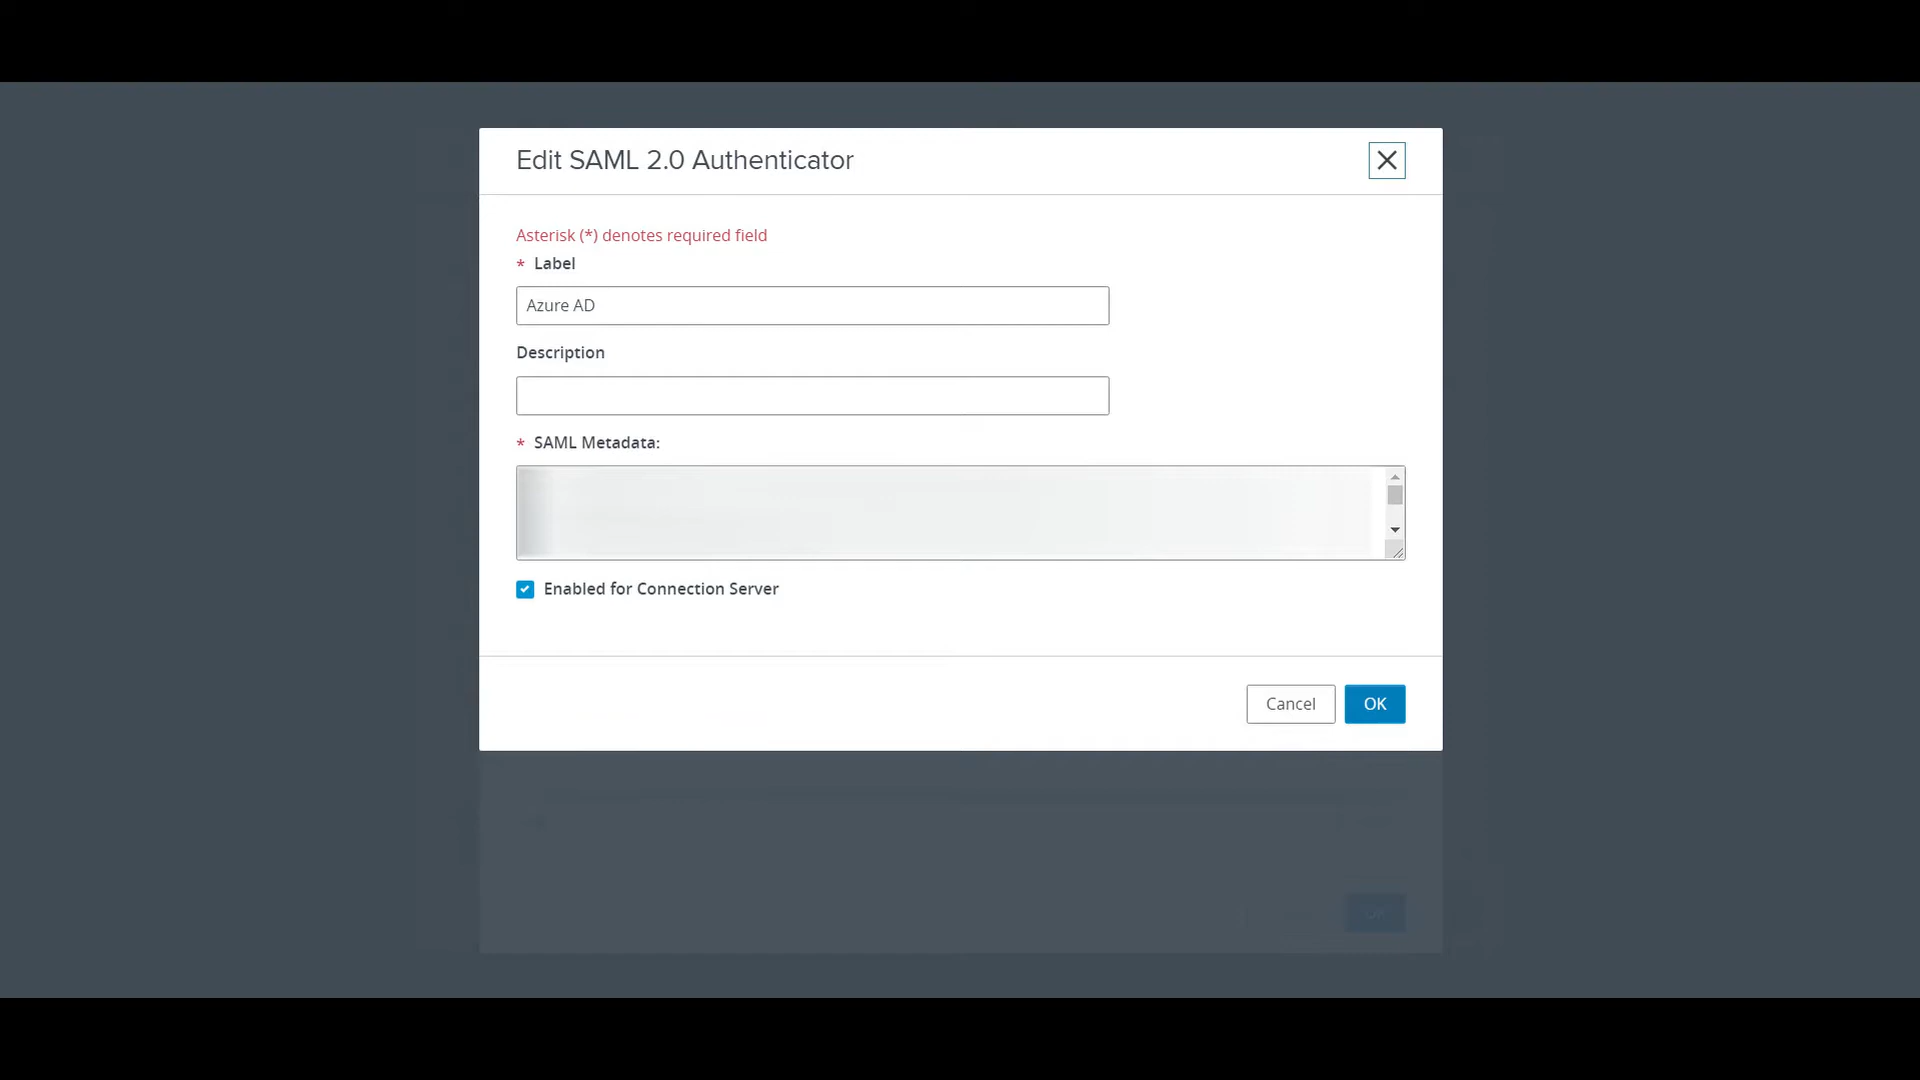 Edit SAML 2.0 Authenticator
Asterisk (*) denotes required field
* Label
Azure AD
Description
* SAML Metadata:
Enabled for Connection Server
Cancel
OK